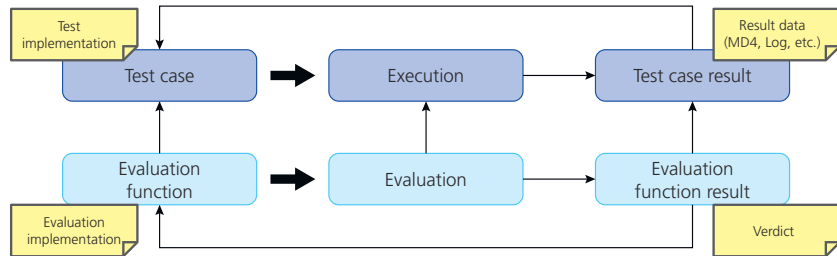 Test
implementation
Result data
(MD4, Log, etc.)
Test case
Execution
Test case result
Evaluation
function
Evaluation
Evaluation
function result
Evaluation
implementation
Verdict